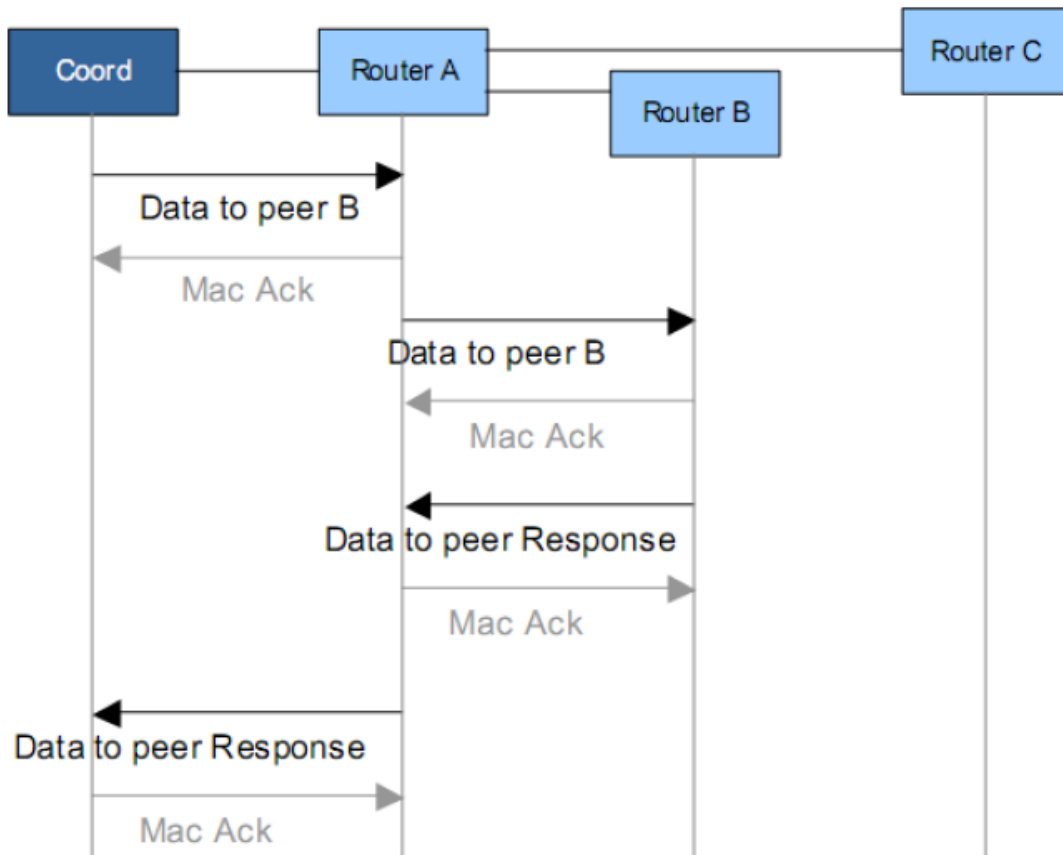 Coord
Router A
Router C
Router B
Data to peer B
Mac Ack
Data to peer B
Mac Ack
Data to peer Response
Mac Ack
Data to peer Response
Mac Ack